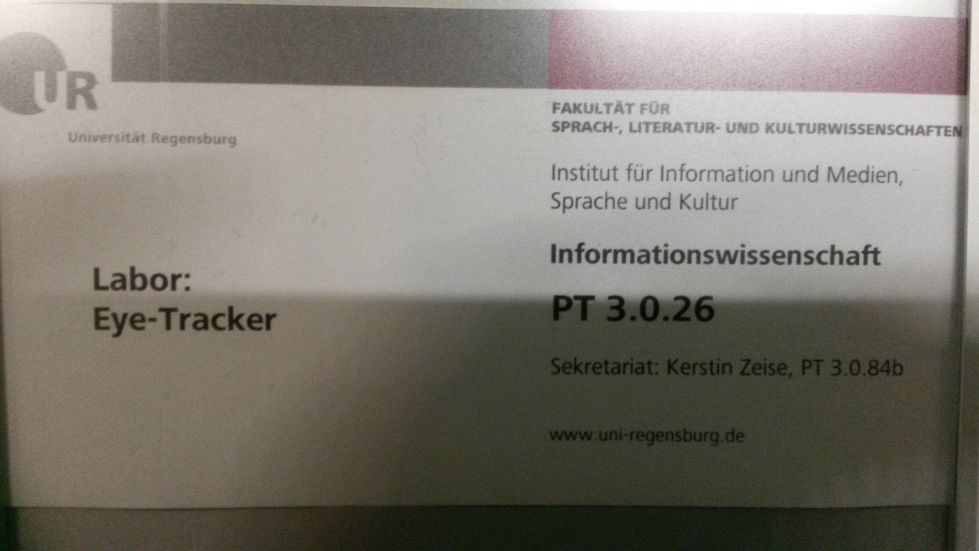 UR
Universität Regensburg
FAKULTÄT FÜR
SPRACH-, LITERATUR- UND KULTURWISSENSCHAFTEN
Institut für Information und Medien,
Sprache und Kultur
Labor:
Eye-Tracker
Informationswissenschaft
PT 3.0.26
Sekretariat: Kerstin Zeise, PT 3.0.84b
www.uni-regensburg.de